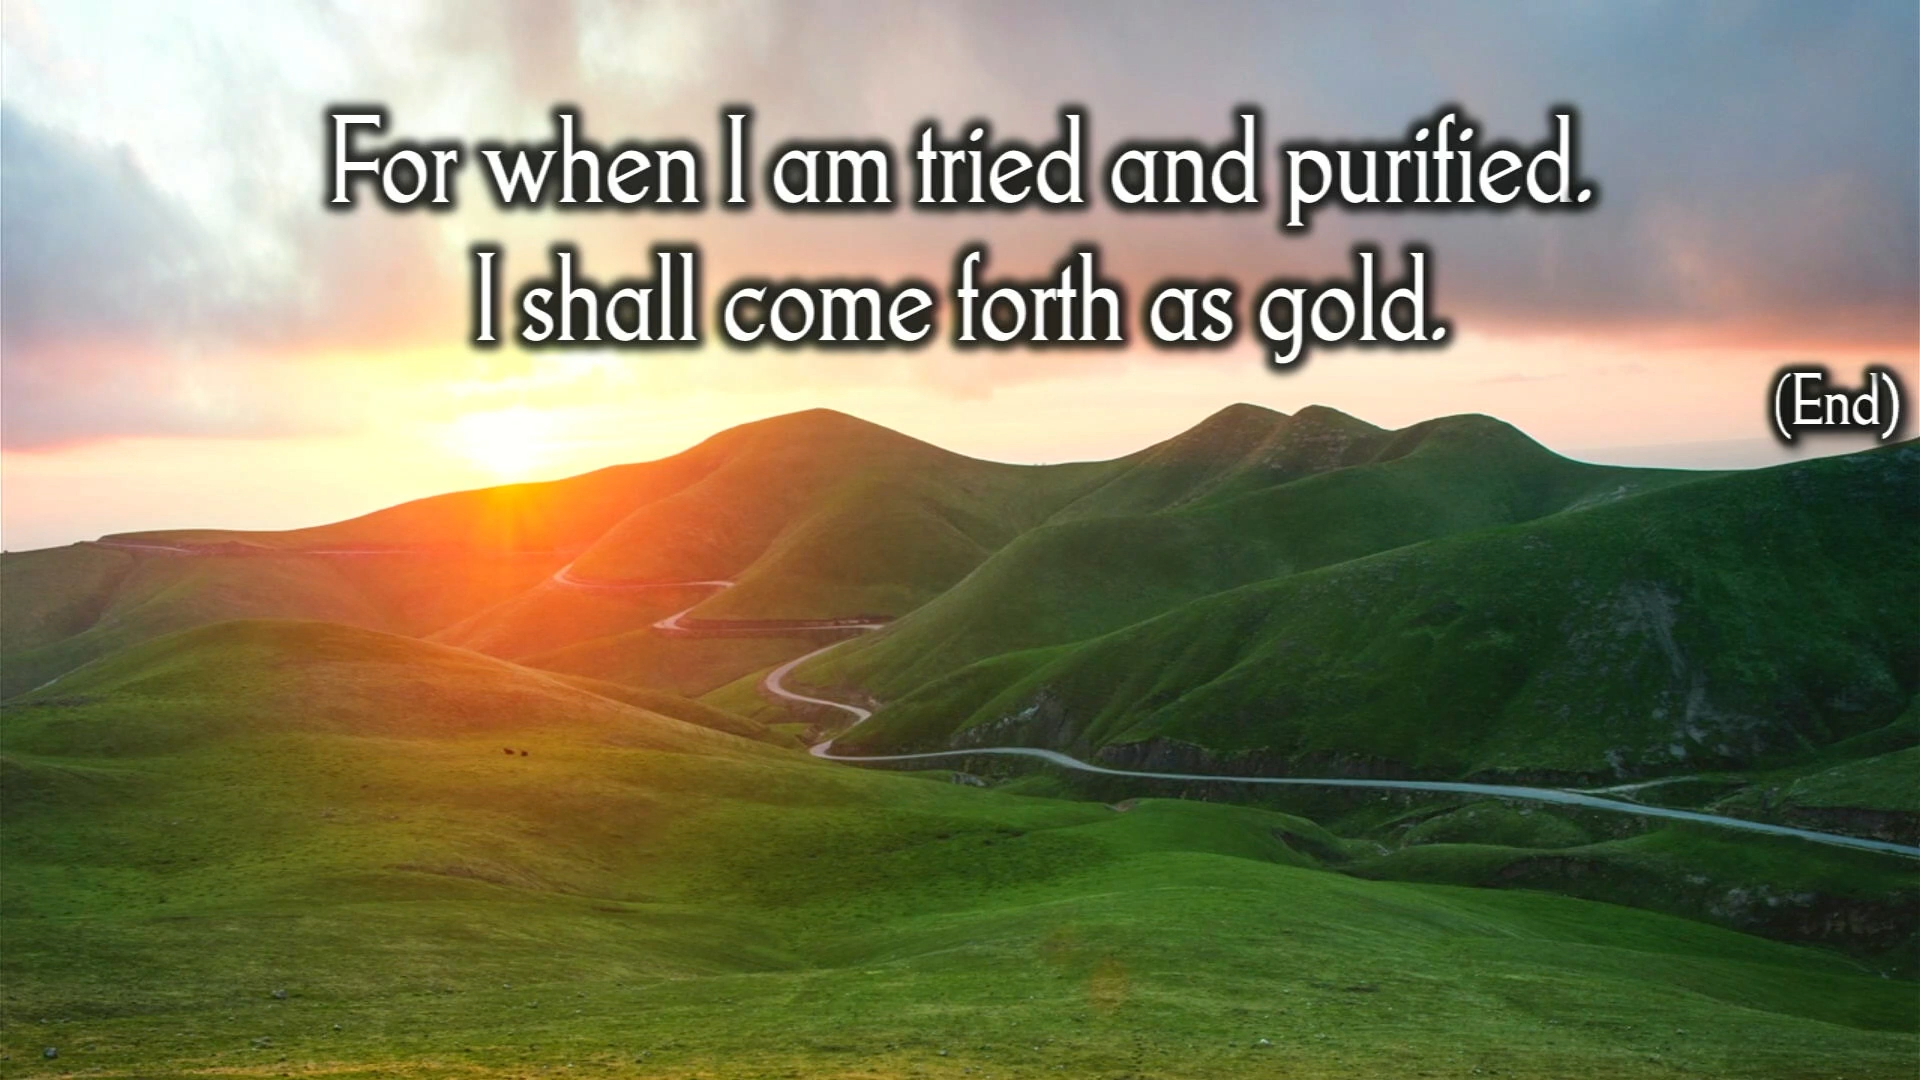 For when I am tried and purified.
I shall come forth as gold.
(End)